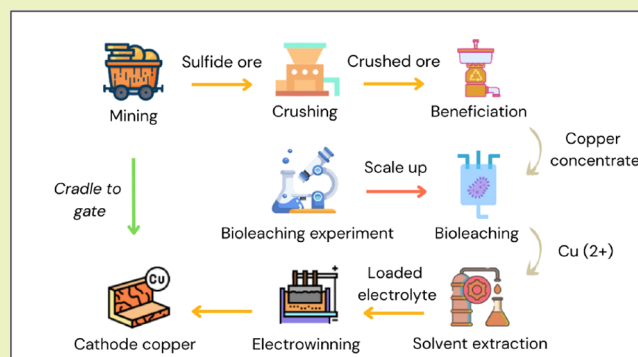 Sulfide ore
Crushed ore
Mining
Crushing
Beneficiation
Copper
concentrate
Cradle to
gate
Scale up
Bioleaching experiment
Bioleaching
Cu (2+)
Cu
Loaded
electrolyte
Cathode copper
Electrowinning
Solvent extraction